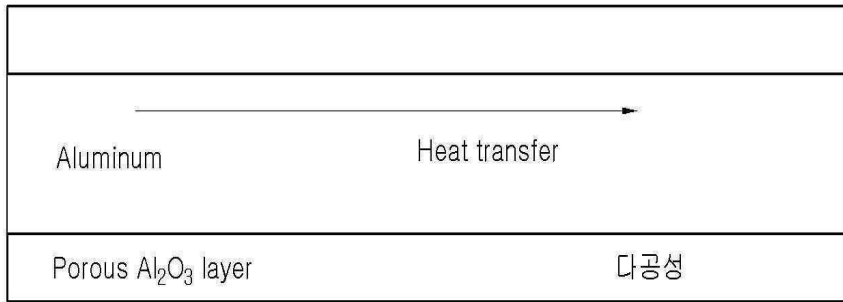 Aluminum
Heat transfer
Porous Al₂O₃ layer
다공성